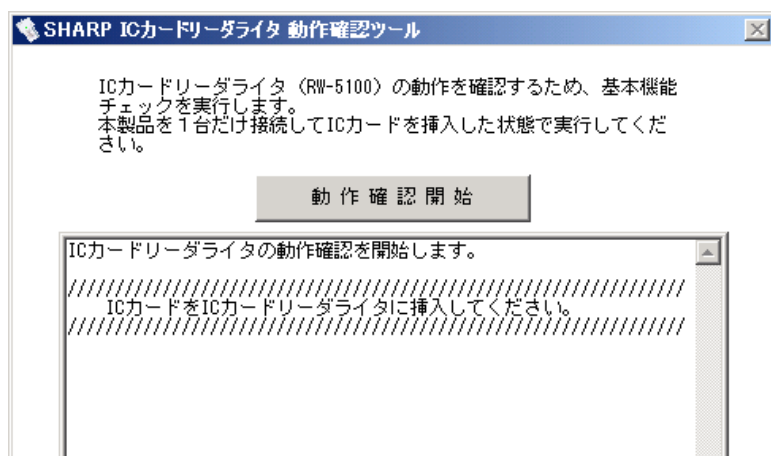 SHARP ICカードリーダライタ 動作確認ツール
ICカードリーダライタ（RW-5100）の動作を確認するため、基本機能
チェックを実行します。
本製品を１台だけ接続してICカードを挿入した状態で実行してくだ
さい。
動 作 確 認 開 始
ICカードリーダライタの動作確認を開始します。
///////////////////////////////////////////////////////////////
ICカードをICカードリーダライタに挿入してください。
///////////////////////////////////////////////////////////////